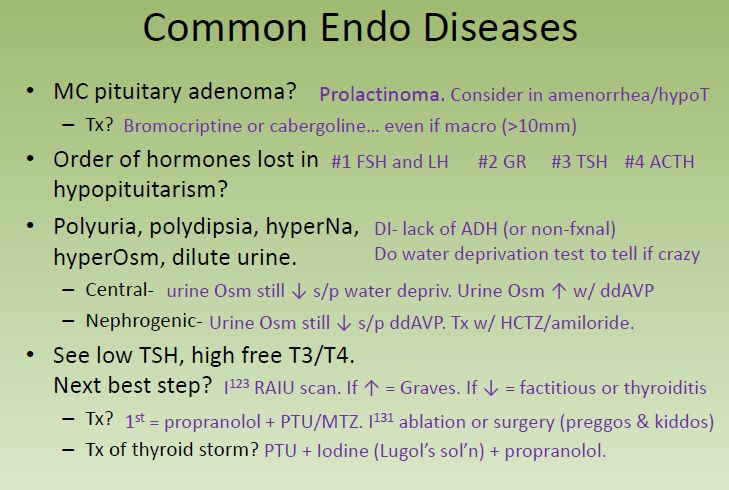 Common Endo Diseases
• MC pituitary adenoma? Prolactinoma. Consider in amenorrhea/hypoT
– Tx? Bromocriptine or cabergoline... even if macro (>10mm)
• Order of hormones lost in #1 FSH and LH #2 GR #3 TSH #4 ACTH
hypopituitarism?
• Polyuria, polydipsia, hyperNa, DI- lack of ADH (or non-fxnal)
hyperOsm, dilute urine. Do water deprivation test to tell if crazy
– Central- urine Osm still ↓ s/p water depriv. Urine Osm ↑ w/ ddAVP
– Nephrogenic- Urine Osm still ↓ s/p ddAVP. Tx w/ HCTZ/amiloride.
• See low TSH, high free T3/T4.
Next best step? I¹²³ RAIU scan. If ↑ = Graves. If ↓ = factitious or thyroiditis
– Tx? 1ˢᵗ = propranolol + PTU/MTZ. I¹³¹ ablation or surgery (preggos & kiddos)
– Tx of thyroid storm? PTU + Iodine (Lugol's sol'n) + propranolol.